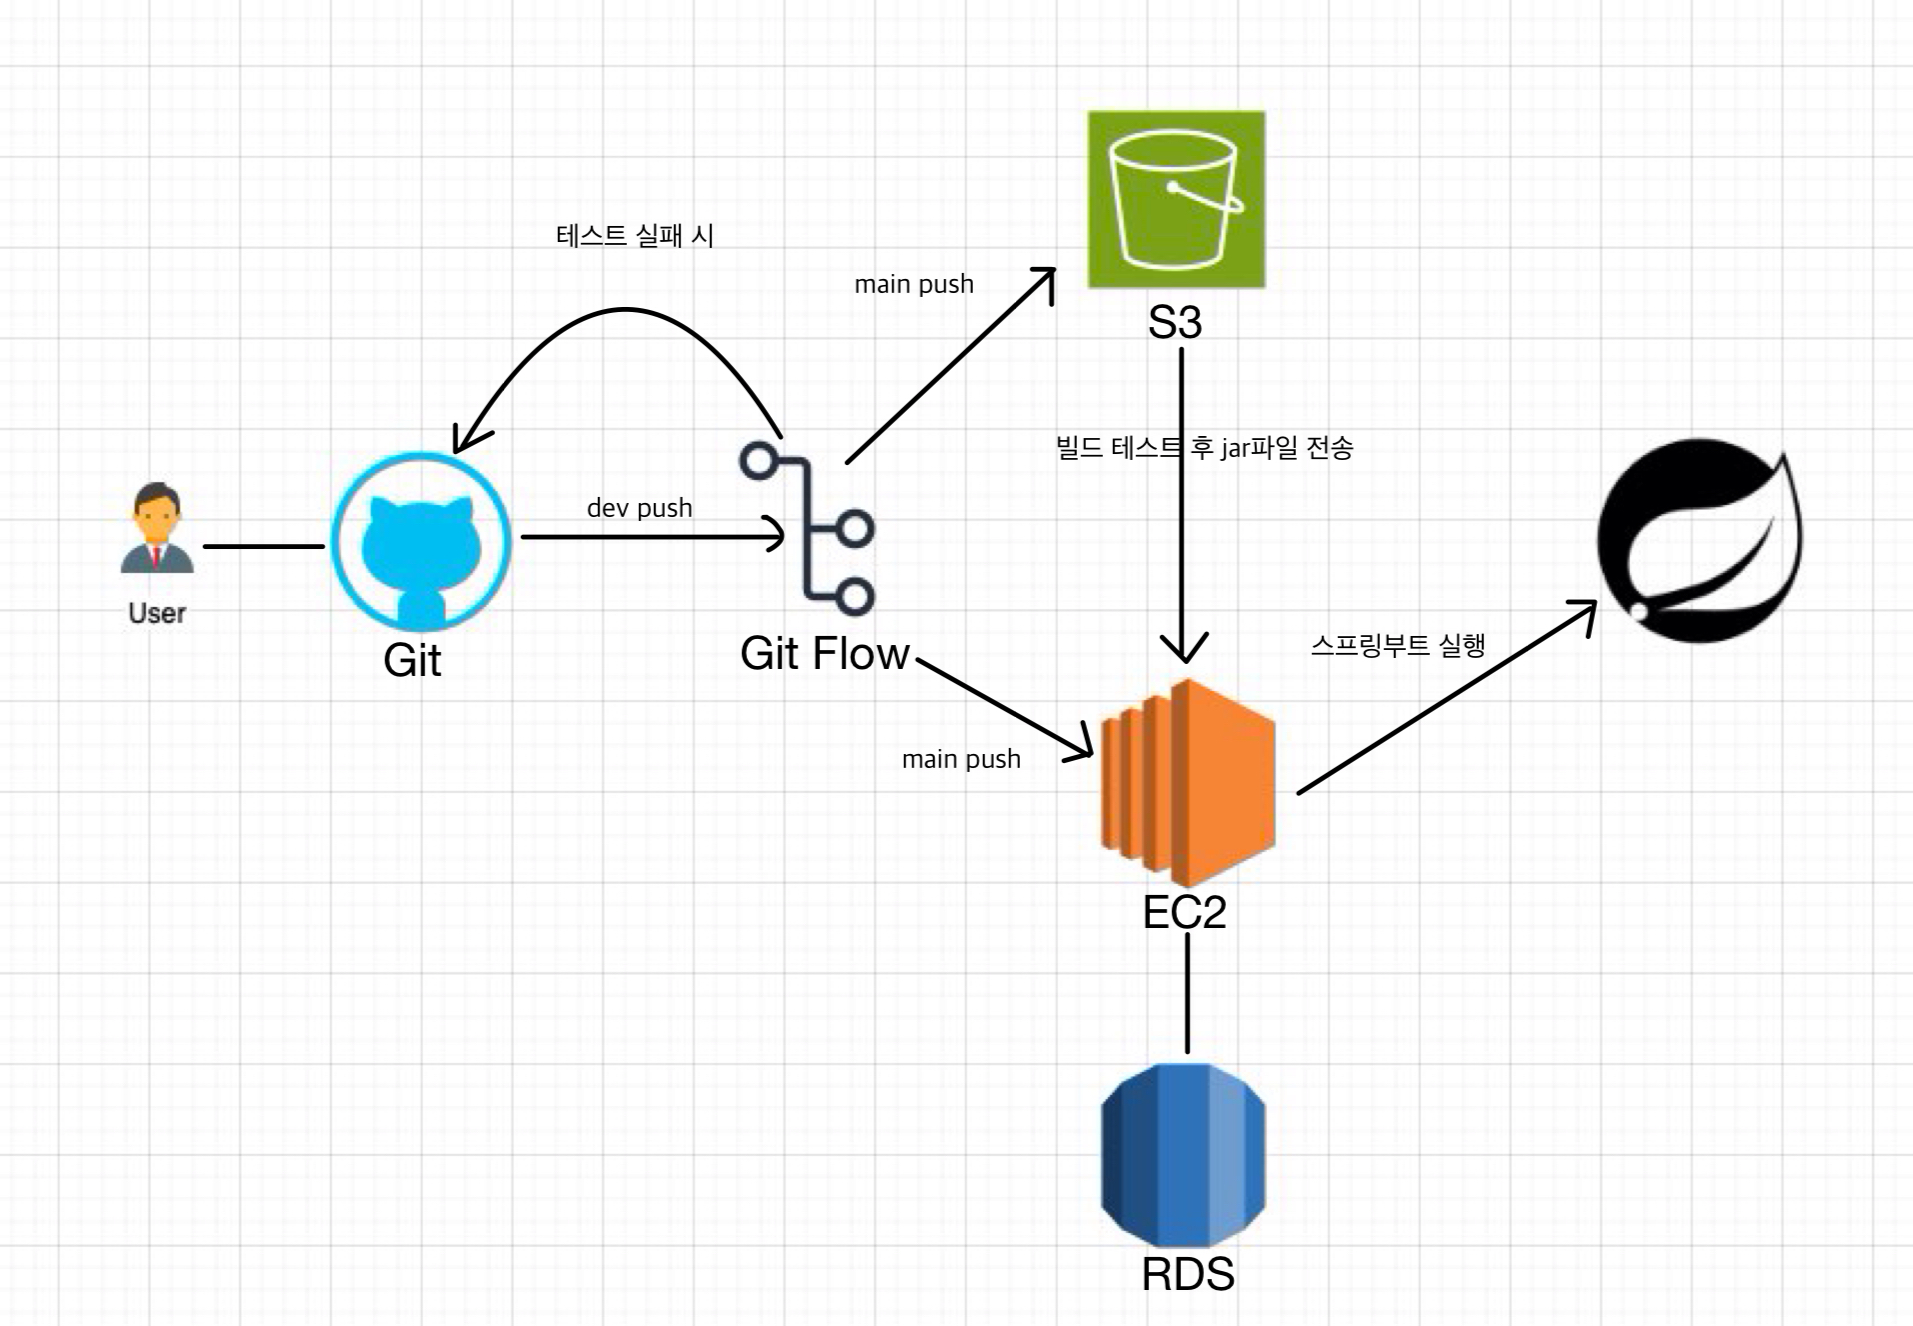 테스트 실패 시
main push
S3
빌드 테스트 후 jar파일 전송
dev push
User
Git
Git Flow
스프링부트 실행
main push
EC2
RDS